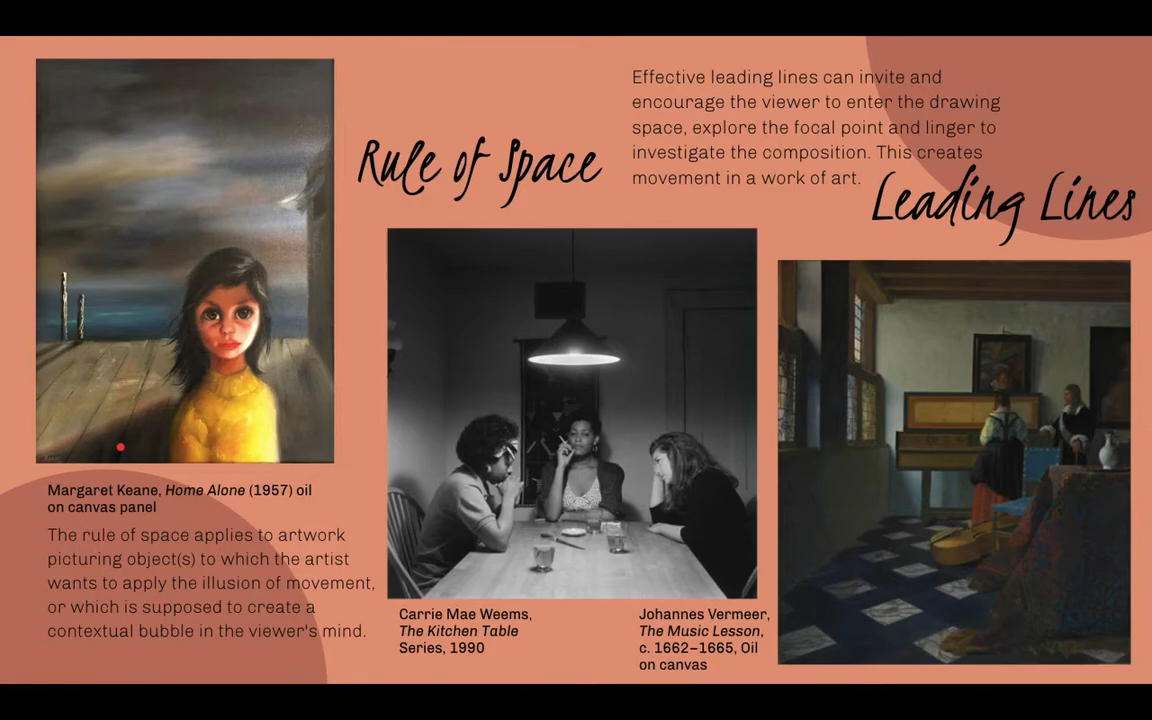 Rule of Space
Effective leading lines can invite and
encourage the viewer to enter the drawing
space, explore the focal point and linger to
investigate the composition. This creates
movement in a work of art.
Leading Lines
Margaret Keane, Home Alone (1957) oil
on canvas panel
The rule of space applies to artwork
picturing object(s) to which the artist
wants to apply the illusion of movement,
or which is supposed to create a
contextual bubble in the viewer's mind.
Carrie Mae Weems,
The Kitchen Table
Series, 1990
Johannes Vermeer,
The Music Lesson,
c. 1662–1665, Oil
on canvas